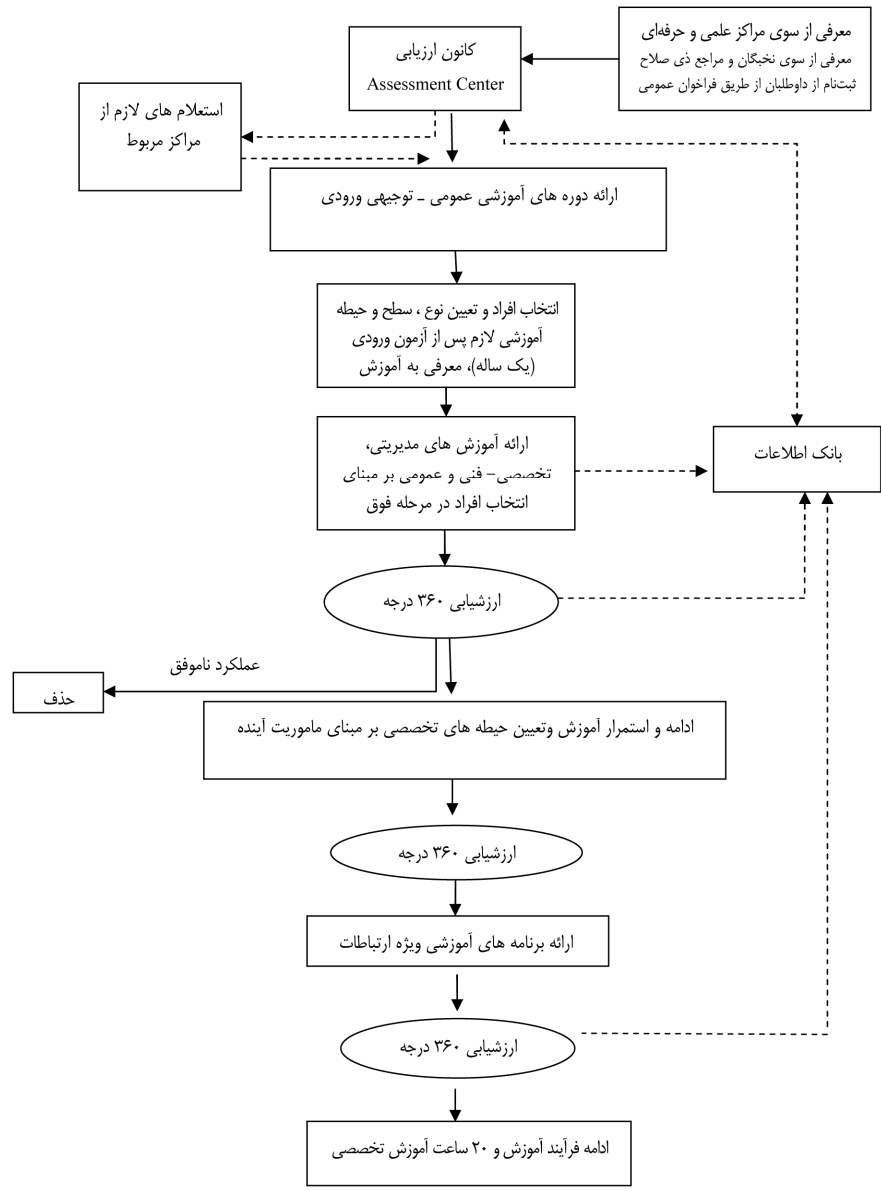 معرفی از سوی مراکز علمی و حرفه‌ای
معرفی از سوی نخبگان و مراجع ذی صلاح
ثبت‌نام از داوطلبان از طریق فراخوان عمومی
کانون ارزیابی
Assessment Center
استعلام های لازم از
مراکز مربوط
ارائه دوره های آموزشی عمومی – توجیهی ورودی
انتخاب افراد و تعیین نوع ، سطح و حیطه
آموزشی لازم پس از آزمون ورودی
(یک ساله)، معرفی به آموزش
ارائه آموزش های مدیریتی،
تخصصی– فنی و عمومی بر مبنای
انتخاب افراد در مرحله فوق
بانک اطلاعات
ارزشیابی ۳۶۰ درجه
عملکرد ناموفق
حذف
ادامه و استمرار آموزش وتعیین حیطه های تخصصی بر مبنای ماموریت آینده
ارزشیابی ۳۶۰ درجه
ارائه برنامه های آموزشی ویژه ارتباطات
ارزشیابی ۳۶۰ درجه
ادامه فرآیند آموزش و ۲۰ ساعت آموزش تخصصی